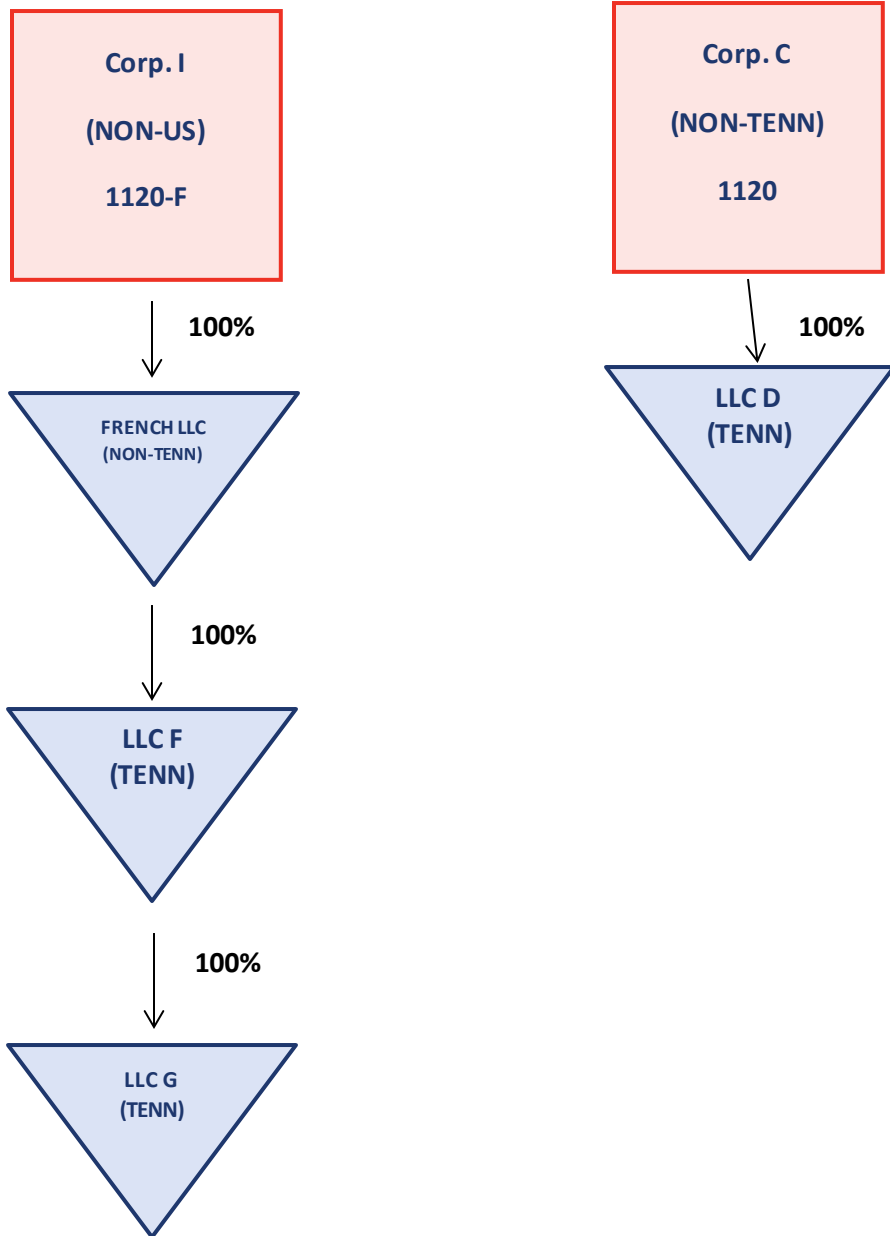 Corp. I
(NON-US)
1120-F
100%
FRENCH LLC
(NON-TENN)
100%
LLC F
(TENN)
100%
LLC G
(TENN)
Corp. C
(NON-TENN)
1120
100%
LLC D
(TENN)